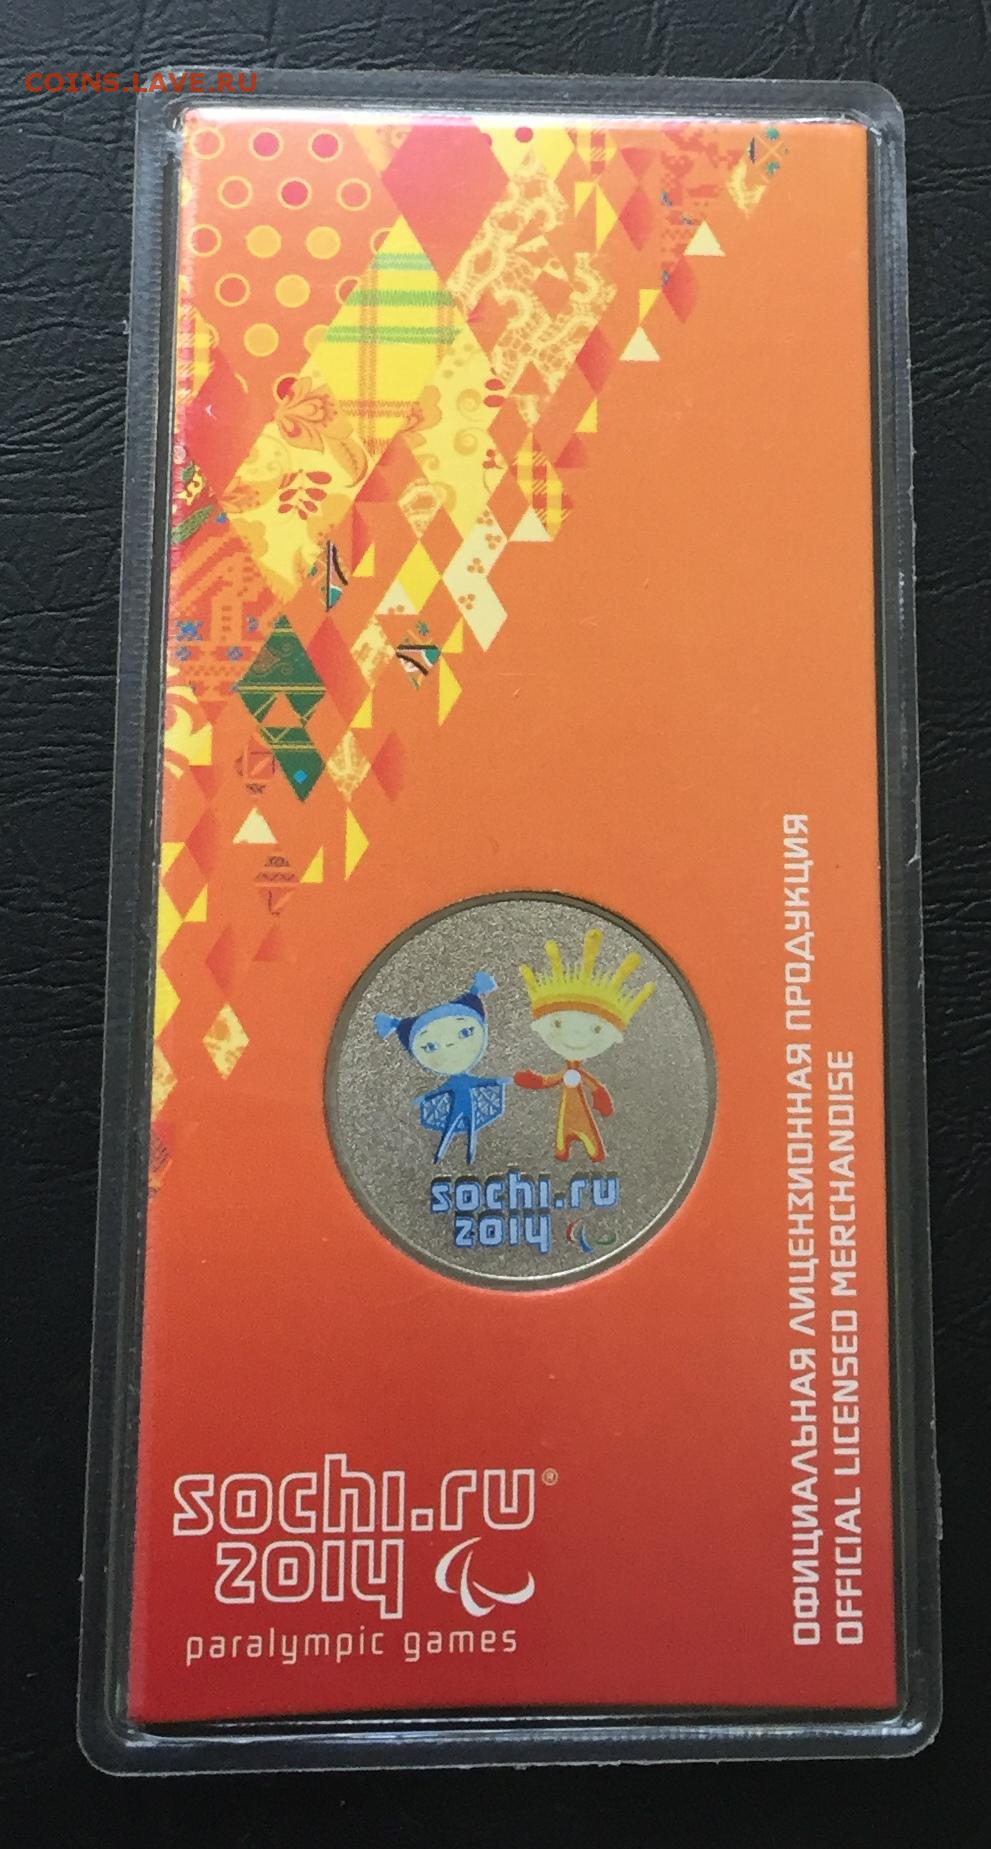 COINS.LAVE.RU
sochi.ru
2014
sochi.ru®
2014
paralympic games
ОФИЦИАЛЬНАЯ ЛИЦЕНЗИОННАЯ ПРОДУКЦИЯ
OFFICIAL LICENSED MERCHANDISE